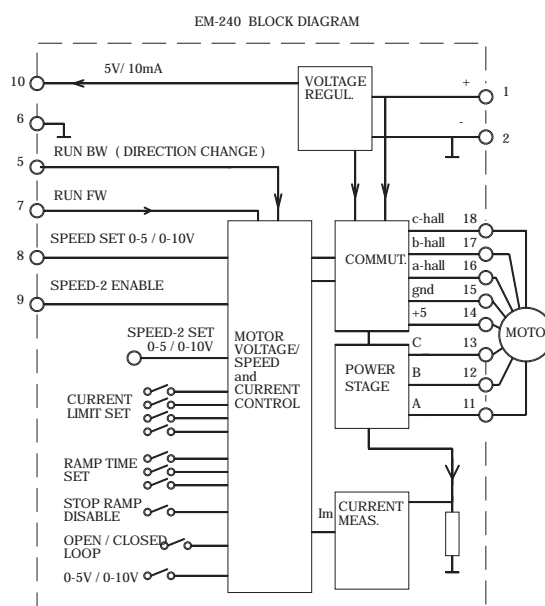 EM-240 BLOCK DIAGRAM
10
5V/ 10mA
VOLTAGE
REGUL.
+
1
6
-
2
5
RUN BW ( DIRECTION CHANGE )
7
RUN FW
8
SPEED SET 0-5 / 0-10V
9
SPEED-2 ENABLE
SPEED-2 SET
0-5 / 0-10V
MOTOR
VOLTAGE/
SPEED
and
CURRENT
CONTROL
COMMUT.
c-hall 18
b-hall 17
a-hall 16
gnd 15
+5 14
C 13
B 12
A 11
MOTO
POWER
STAGE
CURRENT
LIMIT SET
RAMP TIME
SET
STOP RAMP
DISABLE
OPEN / CLOSED
LOOP
0-5V / 0-10V
Im
CURRENT
MEAS.